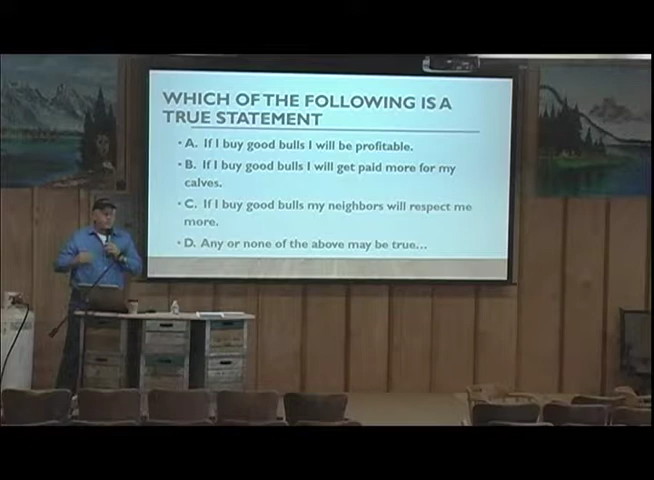 WHICH OF THE FOLLOWING IS A
TRUE STATEMENT
• A. If I buy good bulls I will be profitable.
• B. If I buy good bulls I will get paid more for my
calves.
• C. If I buy good bulls my neighbors will respect me
more.
• D. Any or none of the above may be true...